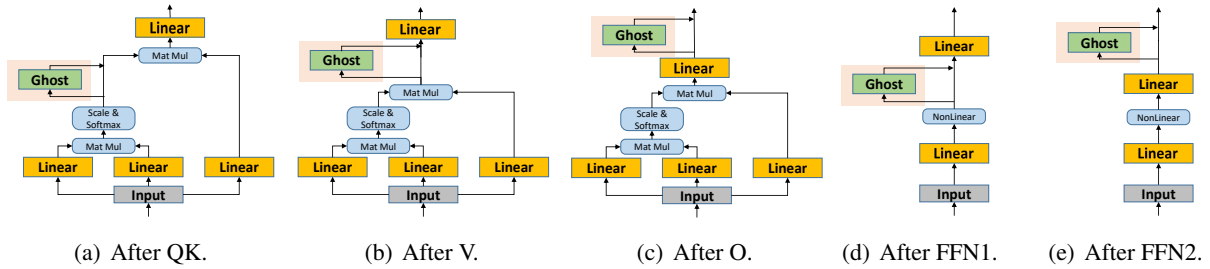 Linear
Mat Mul
Ghost
Scale &
Softmax
Mat Mul
Linear
Linear
Linear
Input
(a) After QK.
Linear
Ghost
Mat Mul
Scale &
Softmax
Mat Mul
Linear
Linear
Linear
Input
(b) After V.
Ghost
Linear
Mat Mul
Scale &
Softmax
Mat Mul
Linear
Linear
Linear
Input
(c) After O.
Linear
Ghost
NonLinear
Linear
Input
(d) After FFN1.
Ghost
Linear
NonLinear
Linear
Input
(e) After FFN2.